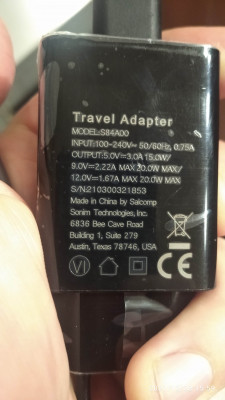 Travel Adapter
MODEL:S84A00
INPUT:100-240V~ 50/60Hz, 0.75A
OUTPUT:5.0V⎓3.0A 15.0W/
9.0V⎓2.22A MAX 20.0W MAX/
12.0V⎓1.67A MAX 20.0W MAX
S/N210300321853
Made in China by Salcomp
Sonim Technologies, Inc.
6836 Bee Cave Road
Building 1, Suite 279
Austin, Texas 78746, USA
VI CE